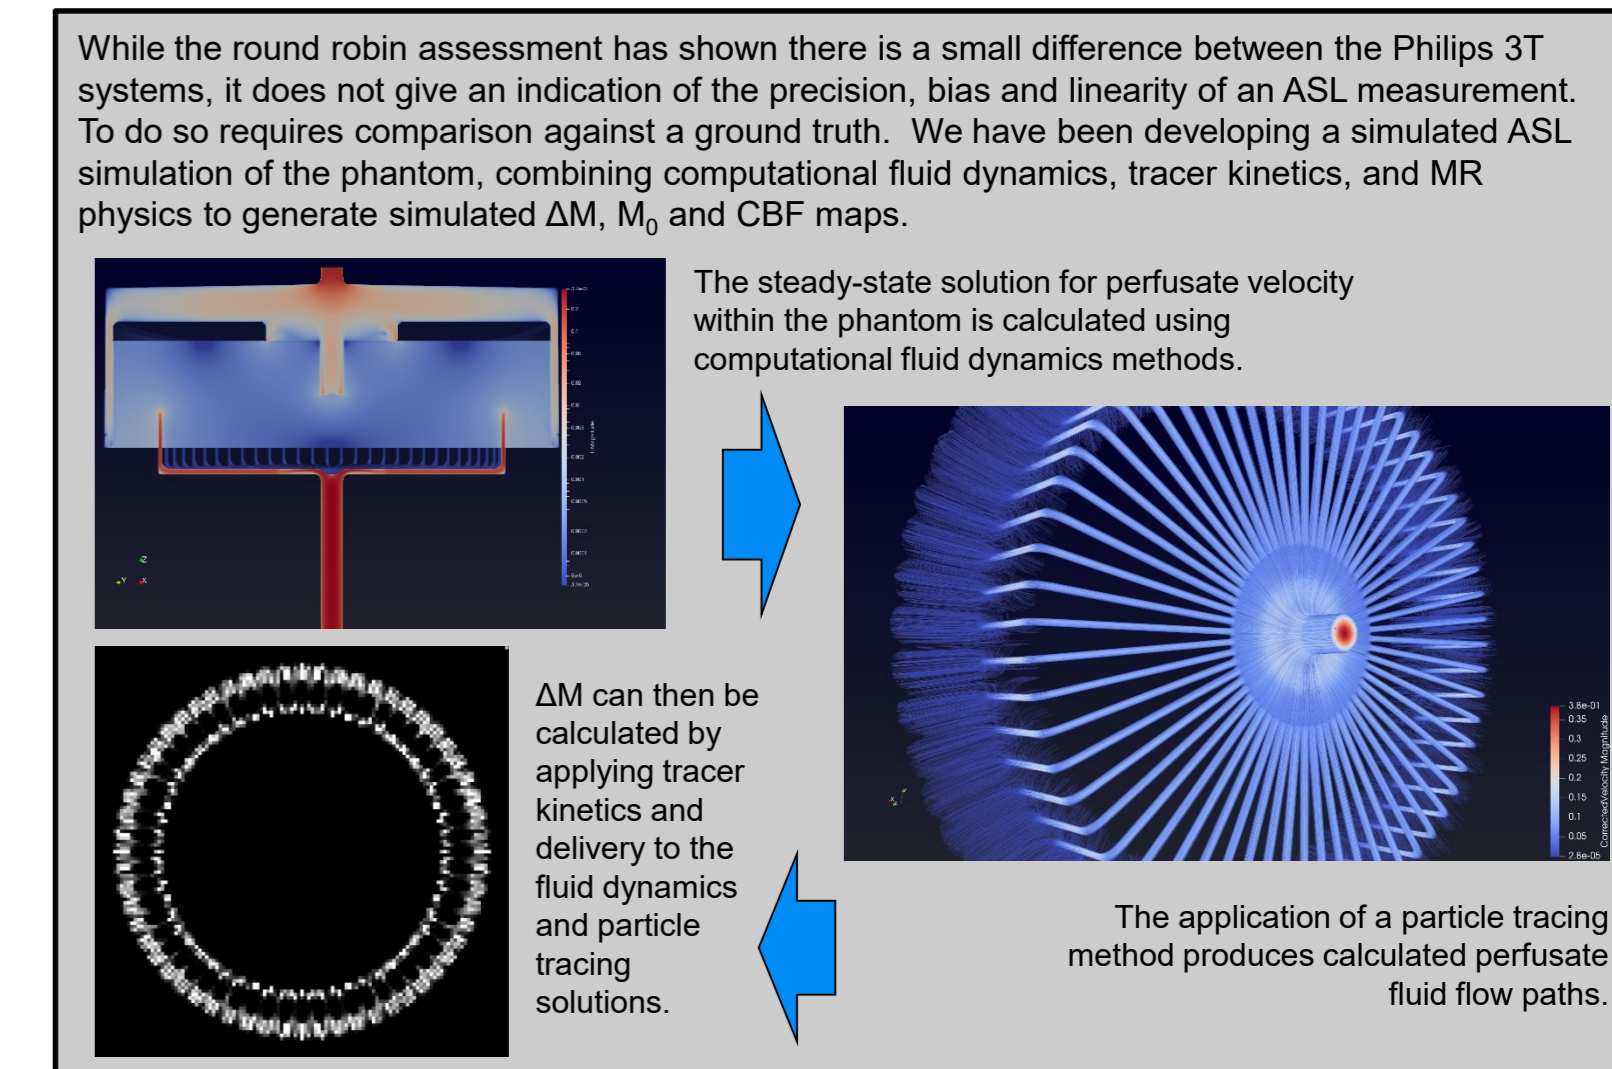 While the round robin assessment has shown there is a small difference between the Philips 3T
systems, it does not give an indication of the precision, bias and linearity of an ASL measurement.
To do so requires comparison against a ground truth.  We have been developing a simulated ASL
simulation of the phantom, combining computational fluid dynamics, tracer kinetics, and MR
physics to generate simulated ΔM, M₀ and CBF maps.
The steady-state solution for perfusate velocity
within the phantom is calculated using
computational fluid dynamics methods.
Z
Y
X
3.8e-01
0.35
0.3
0.25
0.2
0.15
0.1
0.05
2.8e-05
CorrectedVelocity Magnitude
The application of a particle tracing
method produces calculated perfusate
fluid flow paths.
ΔM can then be
calculated by
applying tracer
kinetics and
delivery to the
fluid dynamics
and particle
tracing
solutions.